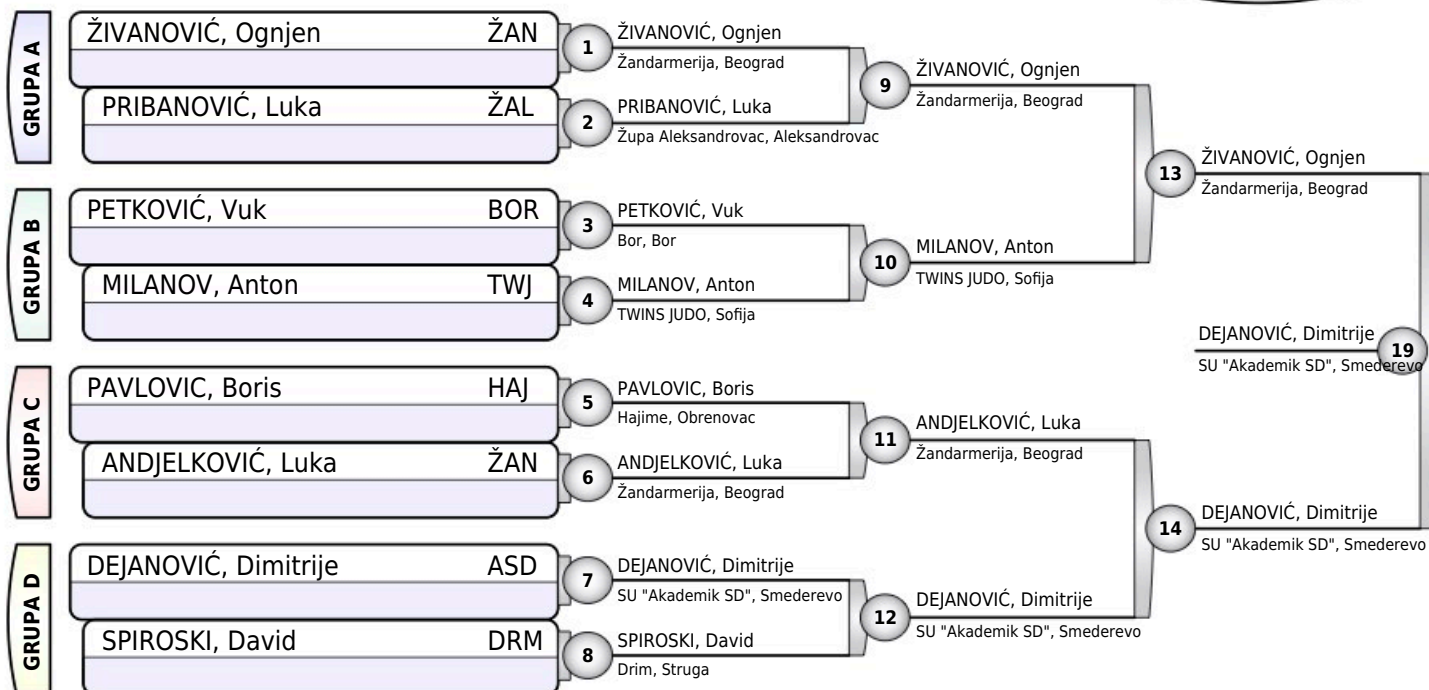 GRUPA A
ŽIVANOVIĆ, Ognjen ŽAN
PRIBANOVIĆ, Luka ŽAL
GRUPA B
PETKOVIĆ, Vuk BOR
MILANOV, Anton TWJ
GRUPA C
PAVLOVIC, Boris HAJ
ANDJELKOVIĆ, Luka ŽAN
GRUPA D
DEJANOVIĆ, Dimitrije ASD
SPIROSKI, David DRM
1
ŽIVANOVIĆ, Ognjen
Žandarmerija, Beograd
2
PRIBANOVIĆ, Luka
Župa Aleksandrovac, Aleksandrovac
3
PETKOVIĆ, Vuk
Bor, Bor
4
MILANOV, Anton
TWINS JUDO, Sofija
5
PAVLOVIC, Boris
Hajime, Obrenovac
6
ANDJELKOVIĆ, Luka
Žandarmerija, Beograd
7
DEJANOVIĆ, Dimitrije
SU "Akademik SD", Smederevo
8
SPIROSKI, David
Drim, Struga
9
ŽIVANOVIĆ, Ognjen
Žandarmerija, Beograd
10
MILANOV, Anton
TWINS JUDO, Sofija
11
ANDJELKOVIĆ, Luka
Žandarmerija, Beograd
12
DEJANOVIĆ, Dimitrije
SU "Akademik SD", Smederevo
13
ŽIVANOVIĆ, Ognjen
Žandarmerija, Beograd
14
DEJANOVIĆ, Dimitrije
SU "Akademik SD", Smederevo
DEJANOVIĆ, Dimitrije
SU "Akademik SD", Smederevo
19